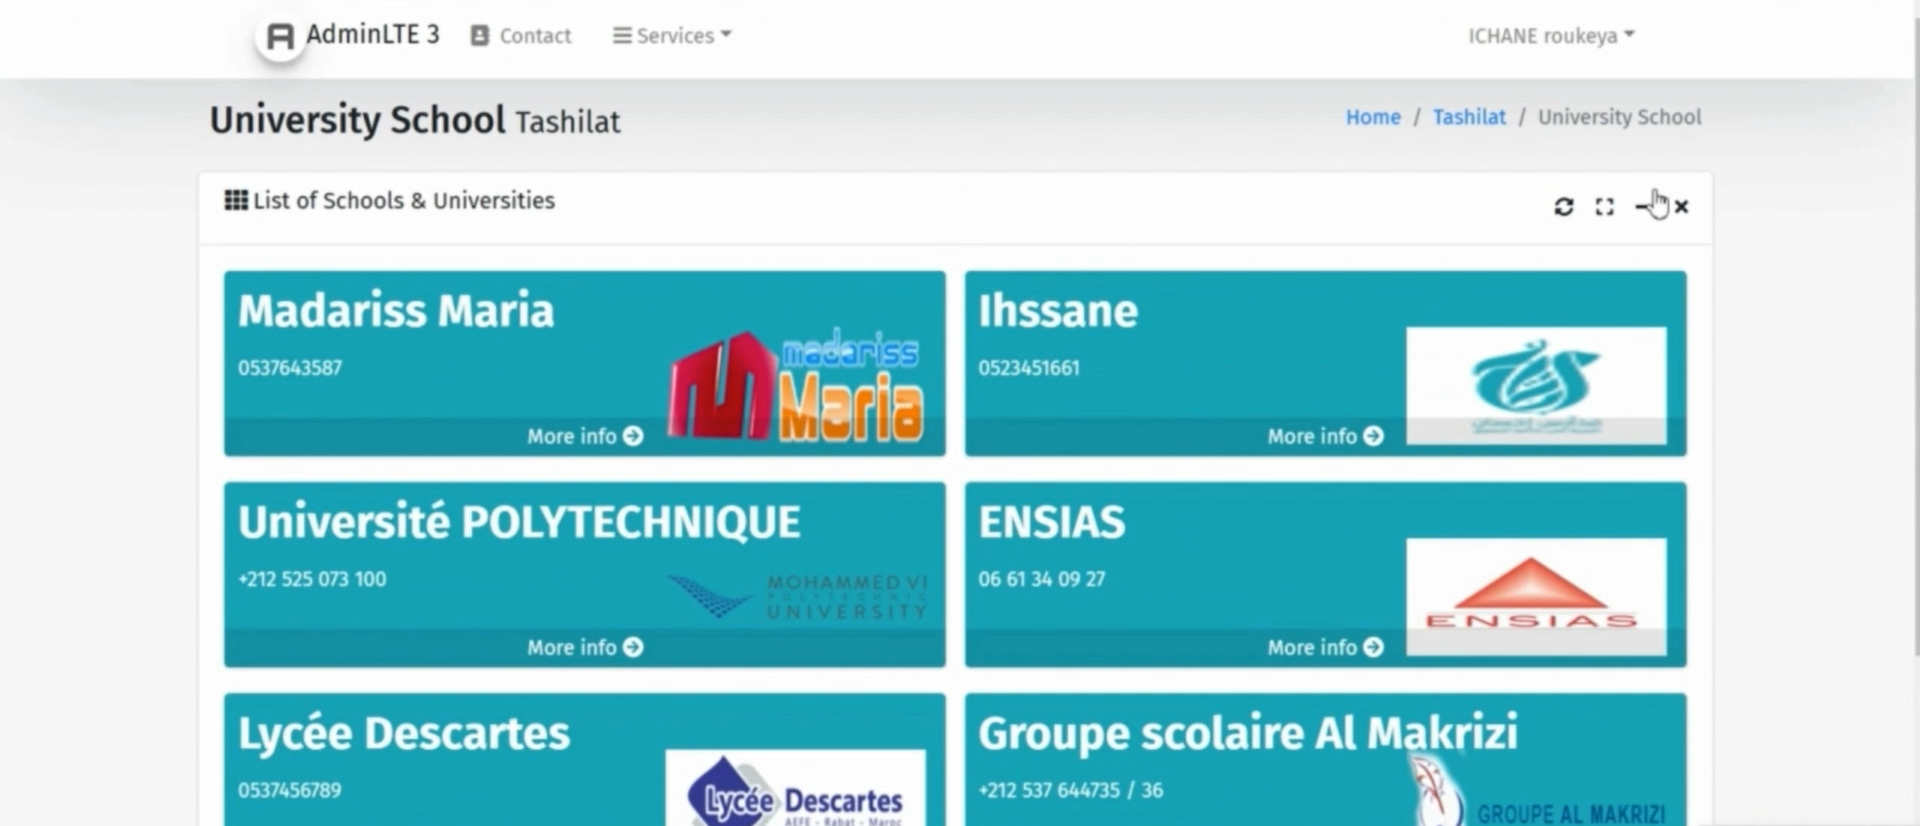 AdminLTE 3 Contact Services ICHANE roukeya
University School Tashilat
Home / Tashilat / University School
List of Schools & Universities
Madariss Maria
0537643587
madariss
Maria
More info
Ihssane
0523451661
More info
Université POLYTECHNIQUE
+212 525 073 100
MOHAMMED VI
POLYTECHNIC
UNIVERSITY
More info
ENSIAS
06 61 34 09 27
ENSIAS
More info
Lycée Descartes
0537456789
Lycée Descartes
AEFE - Rabat - Maroc
Groupe scolaire Al Makrizi
+212 537 644735 / 36
GROUPE AL MAKRIZI